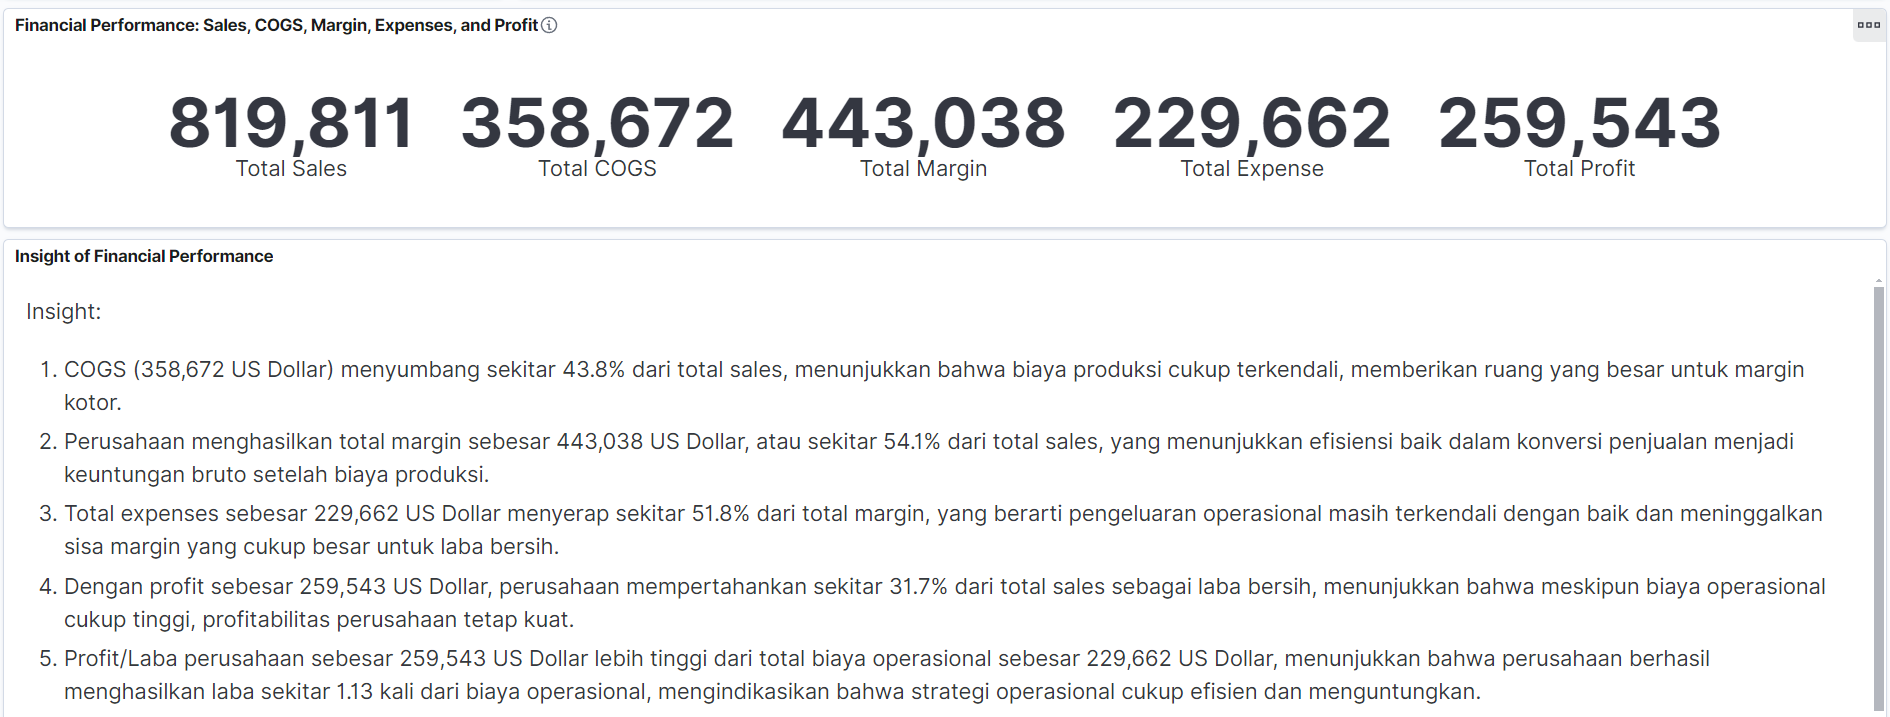 Financial Performance: Sales, COGS, Margin, Expenses, and Profit
819,811 358,672 443,038 229,662 259,543
Total Sales Total COGS Total Margin Total Expense Total Profit
Insight of Financial Performance
Insight:
1. COGS (358,672 US Dollar) menyumbang sekitar 43.8% dari total sales, menunjukkan bahwa biaya produksi cukup terkendali, memberikan ruang yang besar untuk margin
kotor.
2. Perusahaan menghasilkan total margin sebesar 443,038 US Dollar, atau sekitar 54.1% dari total sales, yang menunjukkan efisiensi baik dalam konversi penjualan menjadi
keuntungan bruto setelah biaya produksi.
3. Total expenses sebesar 229,662 US Dollar menyerap sekitar 51.8% dari total margin, yang berarti pengeluaran operasional masih terkendali dengan baik dan meninggalkan
sisa margin yang cukup besar untuk laba bersih.
4. Dengan profit sebesar 259,543 US Dollar, perusahaan mempertahankan sekitar 31.7% dari total sales sebagai laba bersih, menunjukkan bahwa meskipun biaya operasional
cukup tinggi, profitabilitas perusahaan tetap kuat.
5. Profit/Laba perusahaan sebesar 259,543 US Dollar lebih tinggi dari total biaya operasional sebesar 229,662 US Dollar, menunjukkan bahwa perusahaan berhasil
menghasilkan laba sekitar 1.13 kali dari biaya operasional, mengindikasikan bahwa strategi operasional cukup efisien dan menguntungkan.